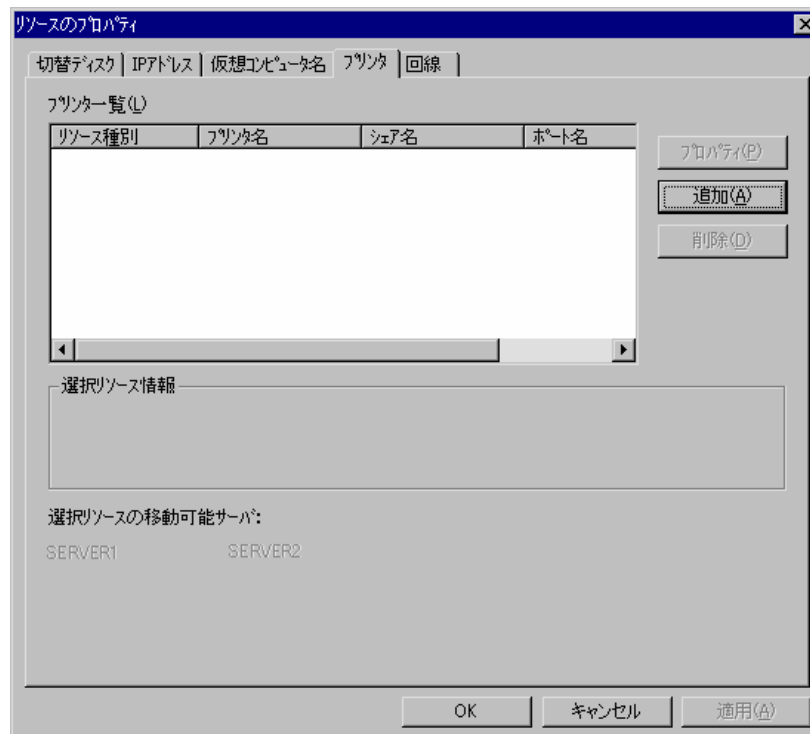 リソースのプロパティ
切替ディスク IPアドレス 仮想コンピュータ名 プリンタ 回線
プリンタ一覧(L)
リソース種別 プリンタ名 シェア名 ポート名
プロパティ(P)
追加(A)
削除(D)
選択リソース情報
選択リソースの移動可能サーバ:
SERVER1 SERVER2
OK キャンセル 適用(A)